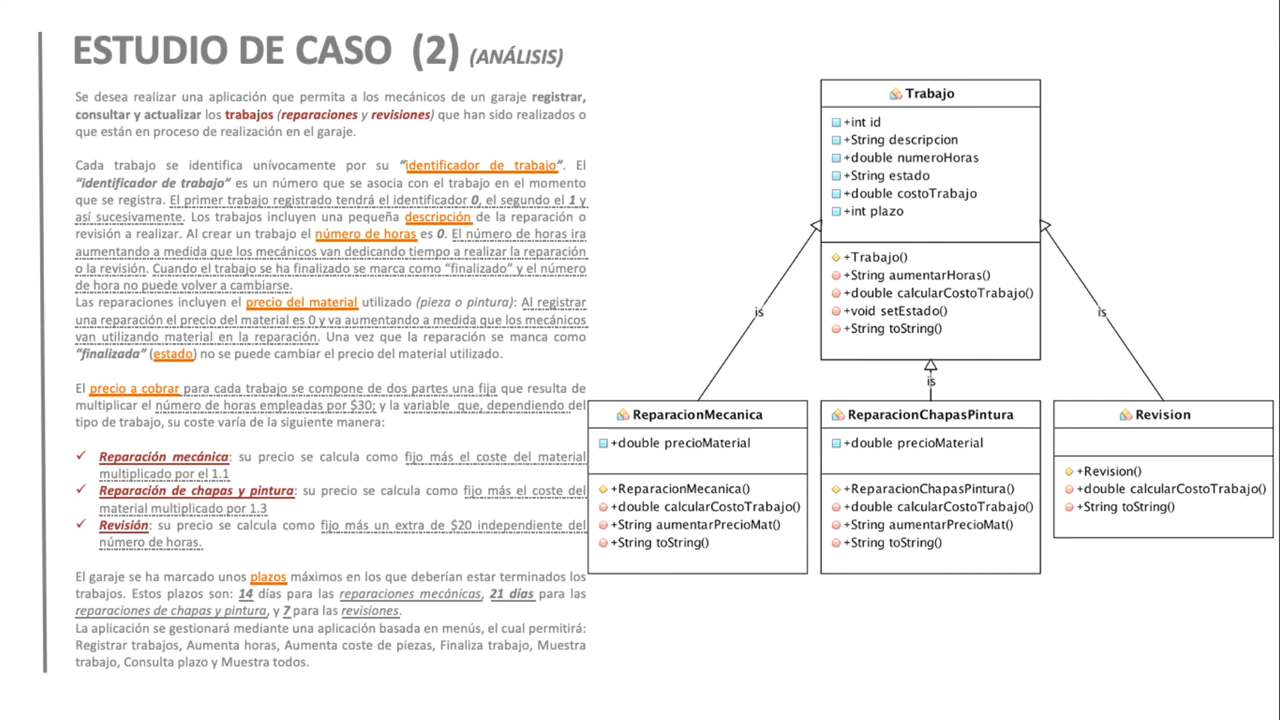 ESTUDIO DE CASO (2) (ANÁLISIS)
Se desea realizar una aplicación que permita a los mecánicos de un garaje registrar,
consultar y actualizar los trabajos (reparaciones y revisiones) que han sido realizados o
que están en proceso de realización en el garaje.
Cada trabajo se identifica unívocamente por su "identificador de trabajo". El
"identificador de trabajo" es un número que se asocia con el trabajo en el momento
que se registra. El primer trabajo registrado tendrá el identificador 0, el segundo el 1 y
así sucesivamente. Los trabajos incluyen una pequeña descripción de la reparación o
revisión a realizar. Al crear un trabajo el número de horas es 0. El número de horas ira
aumentando a medida que los mecánicos van dedicando tiempo a realizar la reparación
o la revisión. Cuando el trabajo se ha finalizado se marca como "finalizado" y el número
de hora no puede volver a cambiarse.
Las reparaciones incluyen el precio del material utilizado (pieza o pintura): Al registrar
una reparación el precio del material es 0 y va aumentando a medida que los mecánicos
van utilizando material en la reparación. Una vez que la reparación se manca como
"finalizada" (estado) no se puede cambiar el precio del material utilizado.
El precio a cobrar para cada trabajo se compone de dos partes una fija que resulta de
multiplicar el número de horas empleadas por $30; y la variable que, dependiendo del
tipo de trabajo, su coste varía de la siguiente manera:
✓ Reparación mecánica: su precio se calcula como fijo más el coste del material
multiplicado por el 1.1
✓ Reparación de chapas y pintura: su precio se calcula como fijo más el coste del
material multiplicado por 1.3
✓ Revisión: su precio se calcula como fijo más un extra de $20 independiente del
número de horas.
El garaje se ha marcado unos plazos máximos en los que deberían estar terminados los
trabajos. Estos plazos son: 14 días para las reparaciones mecánicas, 21 días para las
reparaciones de chapas y pintura, y 7 para las revisiones.
La aplicación se gestionará mediante una aplicación basada en menús, el cual permitirá:
Registrar trabajos, Aumenta horas, Aumenta coste de piezas, Finaliza trabajo, Muestra
trabajo, Consulta plazo y Muestra todos.
Trabajo
+int id
+String descripcion
+double numeroHoras
+String estado
+double costoTrabajo
+int plazo
+Trabajo()
+String aumentarHoras()
+double calcularCostoTrabajo()
+void setEstado()
+String toString()
is
is
is
ReparacionMecanica
+double precioMaterial
+ReparacionMecanica()
+double calcularCostoTrabajo()
+String aumentarPrecioMat()
+String toString()
ReparacionChapasPintura
+double precioMaterial
+ReparacionChapasPintura()
+double calcularCostoTrabajo()
+String aumentarPrecioMat()
+String toString()
Revision
+Revision()
+double calcularCostoTrabajo()
+String toString()